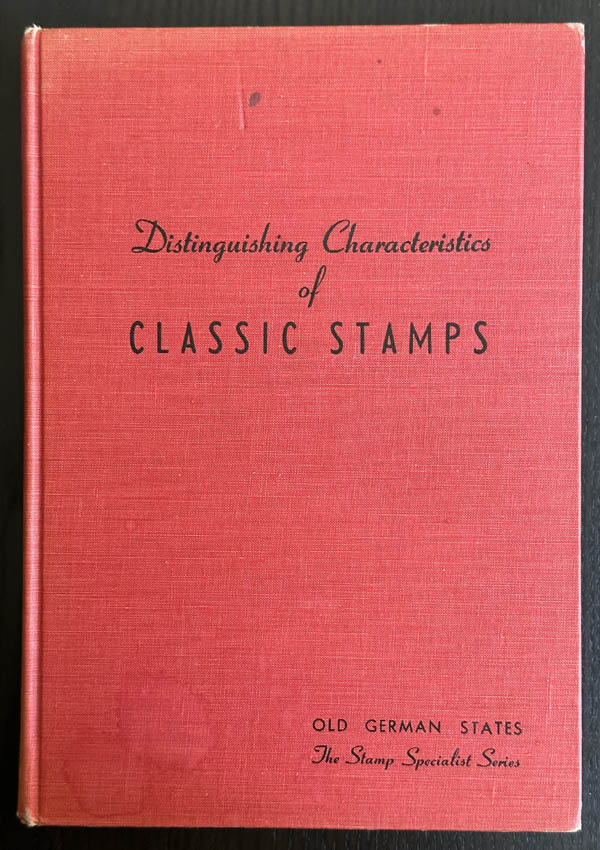 Distinguishing Characteristics
of
CLASSIC STAMPS
OLD GERMAN STATES
The Stamp Specialist Series